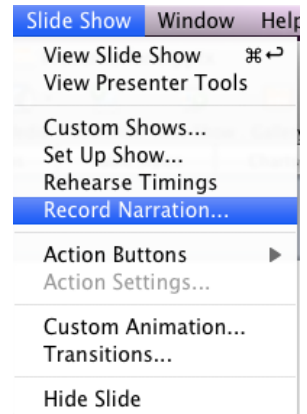 Slide Show Window Help
View Slide Show ⌘↩
View Presenter Tools
Custom Shows...
Set Up Show...
Rehearse Timings
Record Narration...
Action Buttons ▶
Action Settings...
Custom Animation...
Transitions...
Hide Slide